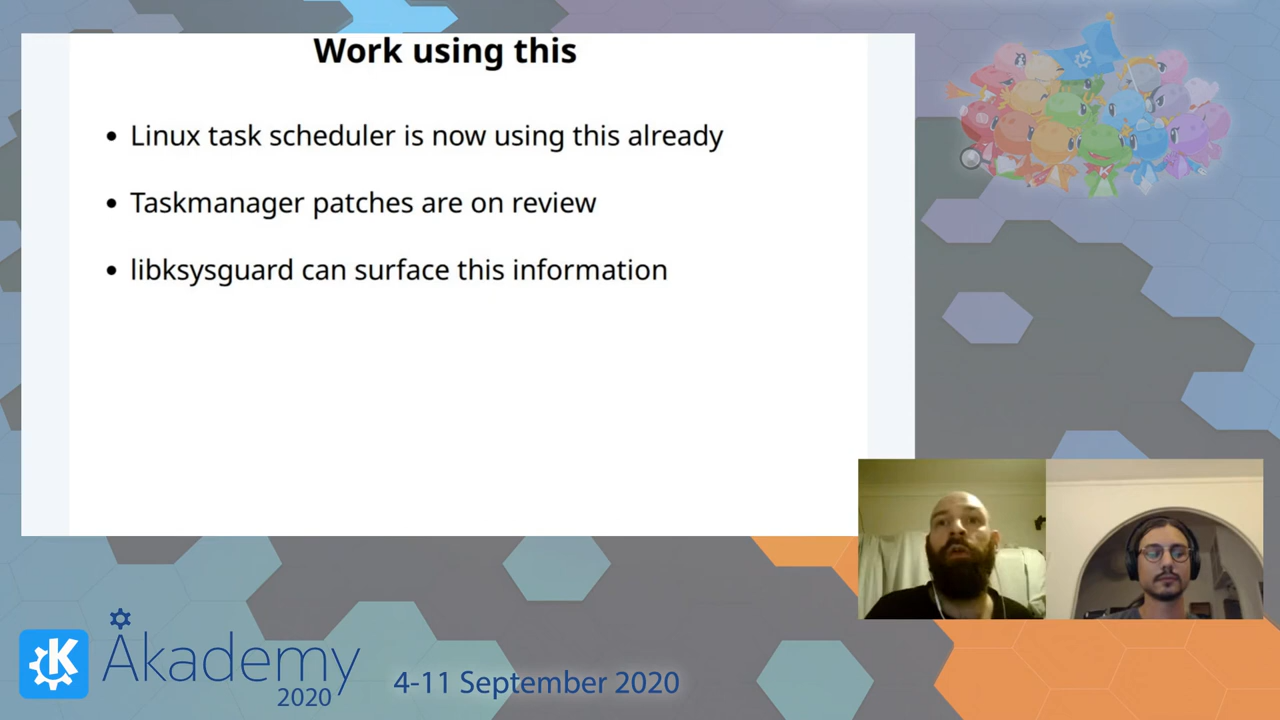 Work using this
• Linux task scheduler is now using this already
• Taskmanager patches are on review
• libksysguard can surface this information
Akademy
2020
4-11 September 2020